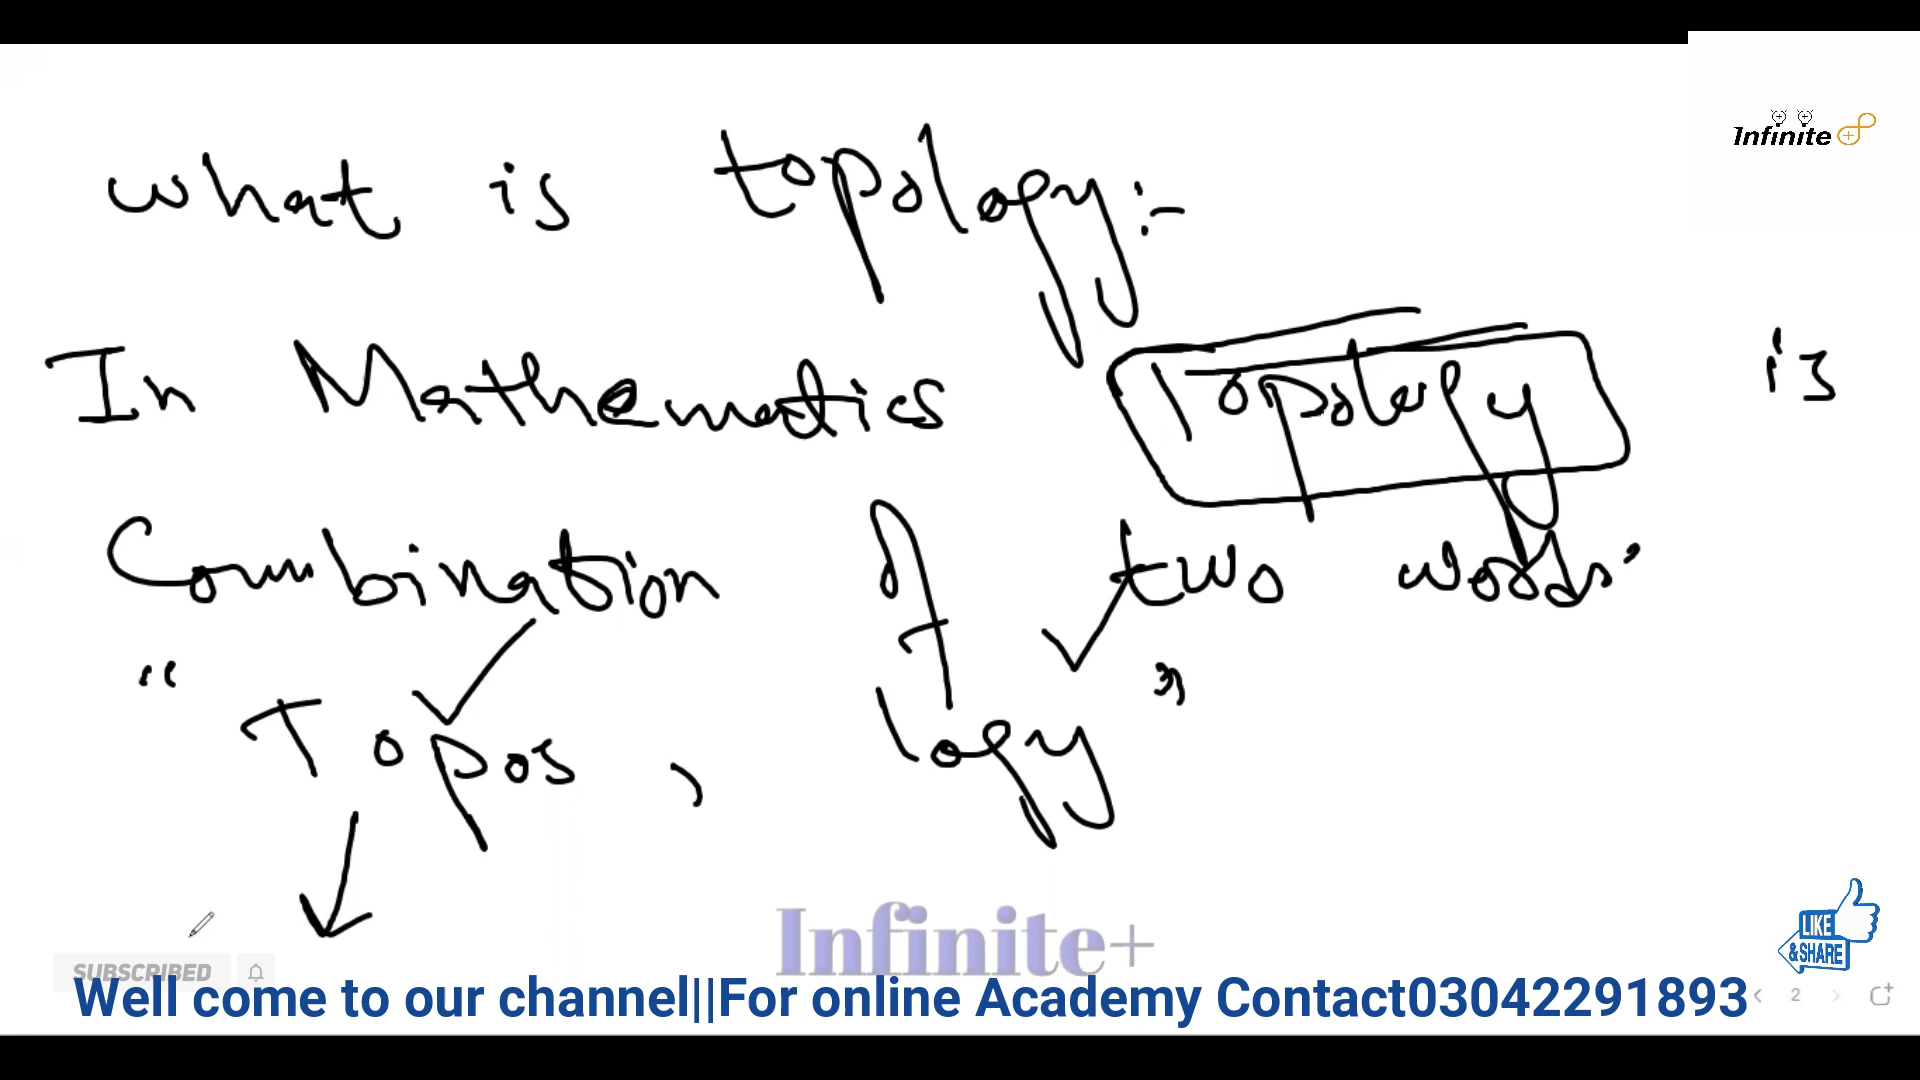 Infinite
what is topology:-
In Mathematics Topology is
Combination of two words.
"Topos, logy"
Infinite+
LIKE
& SHARE
SUBSCRIBED
Well come to our channel||For online Academy Contact03042291893
2